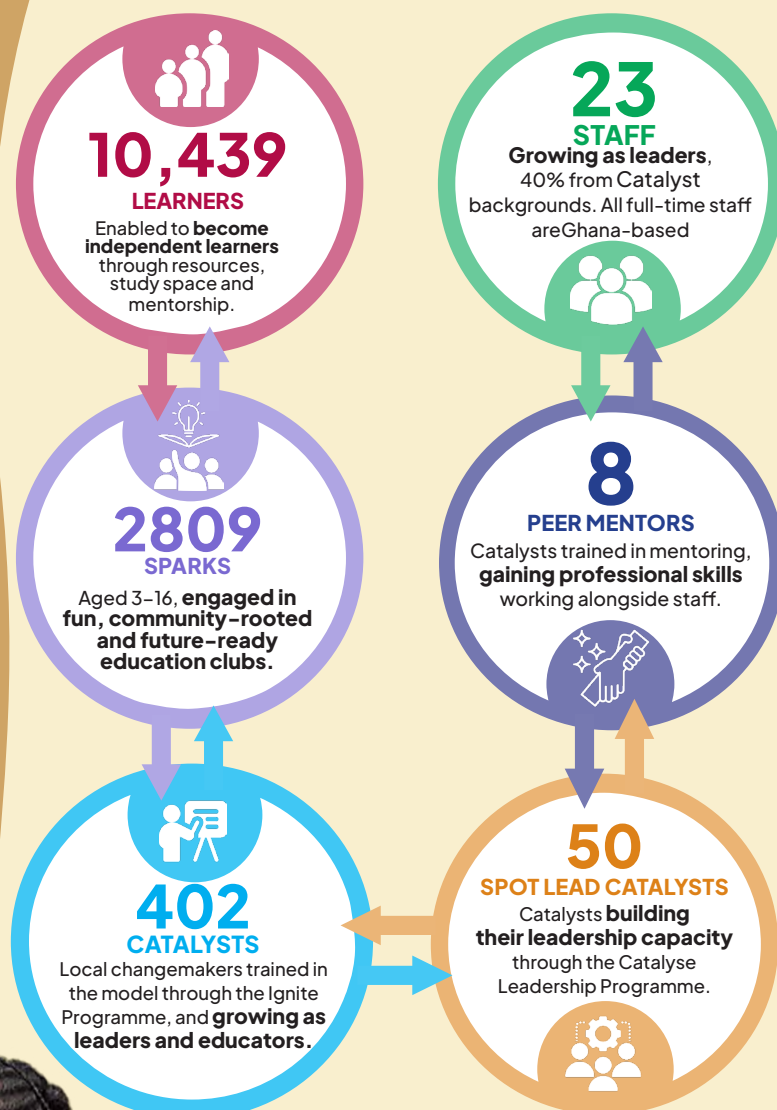 10,439
LEARNERS
Enabled to become
independent learners
through resources,
study space and
mentorship.
2809
SPARKS
Aged 3–16, engaged in
fun, community-rooted
and future-ready
education clubs.
402
CATALYSTS
Local changemakers trained in
the model through the Ignite
Programme, and growing as
leaders and educators.
23
STAFF
Growing as leaders,
40% from Catalyst
backgrounds. All full-time staff
areGhana-based
8
PEER MENTORS
Catalysts trained in mentoring,
gaining professional skills
working alongside staff.
50
SPOT LEAD CATALYSTS
Catalysts building
their leadership capacity
through the Catalyse
Leadership Programme.